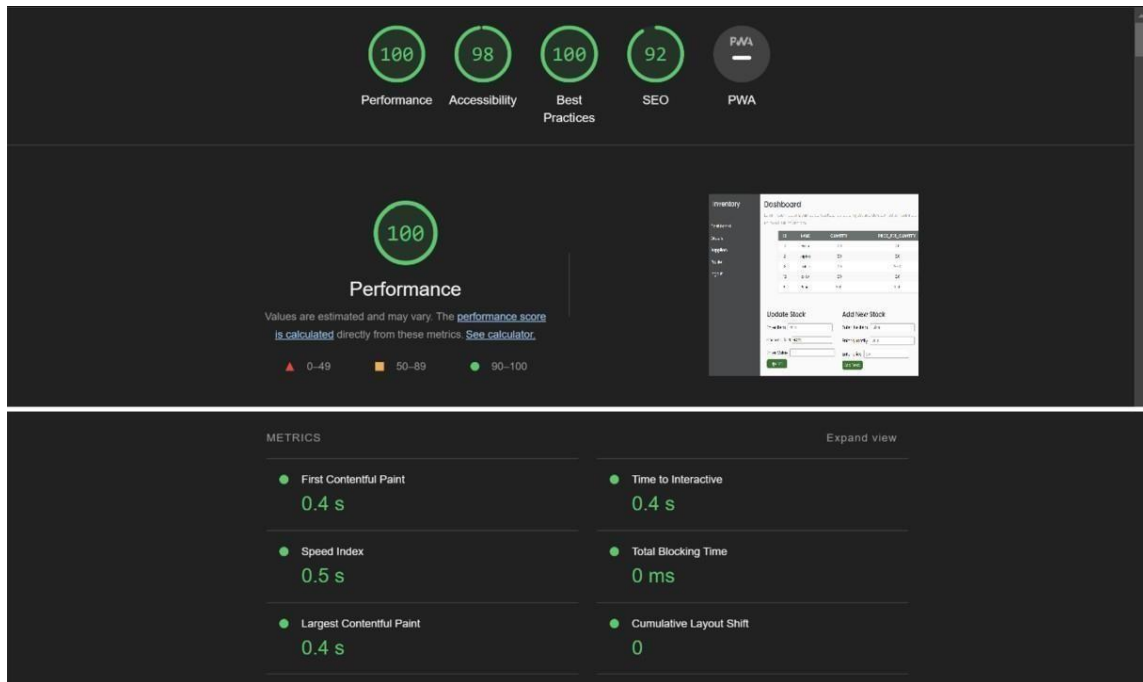 100
98
100
92
PWA
Performance
Accessibility
Best
Practices
SEO
PWA
100
Performance
Values are estimated and may vary. The performance score
is calculated directly from these metrics. See calculator.
0–49
50–89
90–100
Inventory
Dashboard
Update Stock
Add New Stock
METRICS
Expand view
First Contentful Paint
0.4 s
Time to Interactive
0.4 s
Speed Index
0.5 s
Total Blocking Time
0 ms
Largest Contentful Paint
0.4 s
Cumulative Layout Shift
0